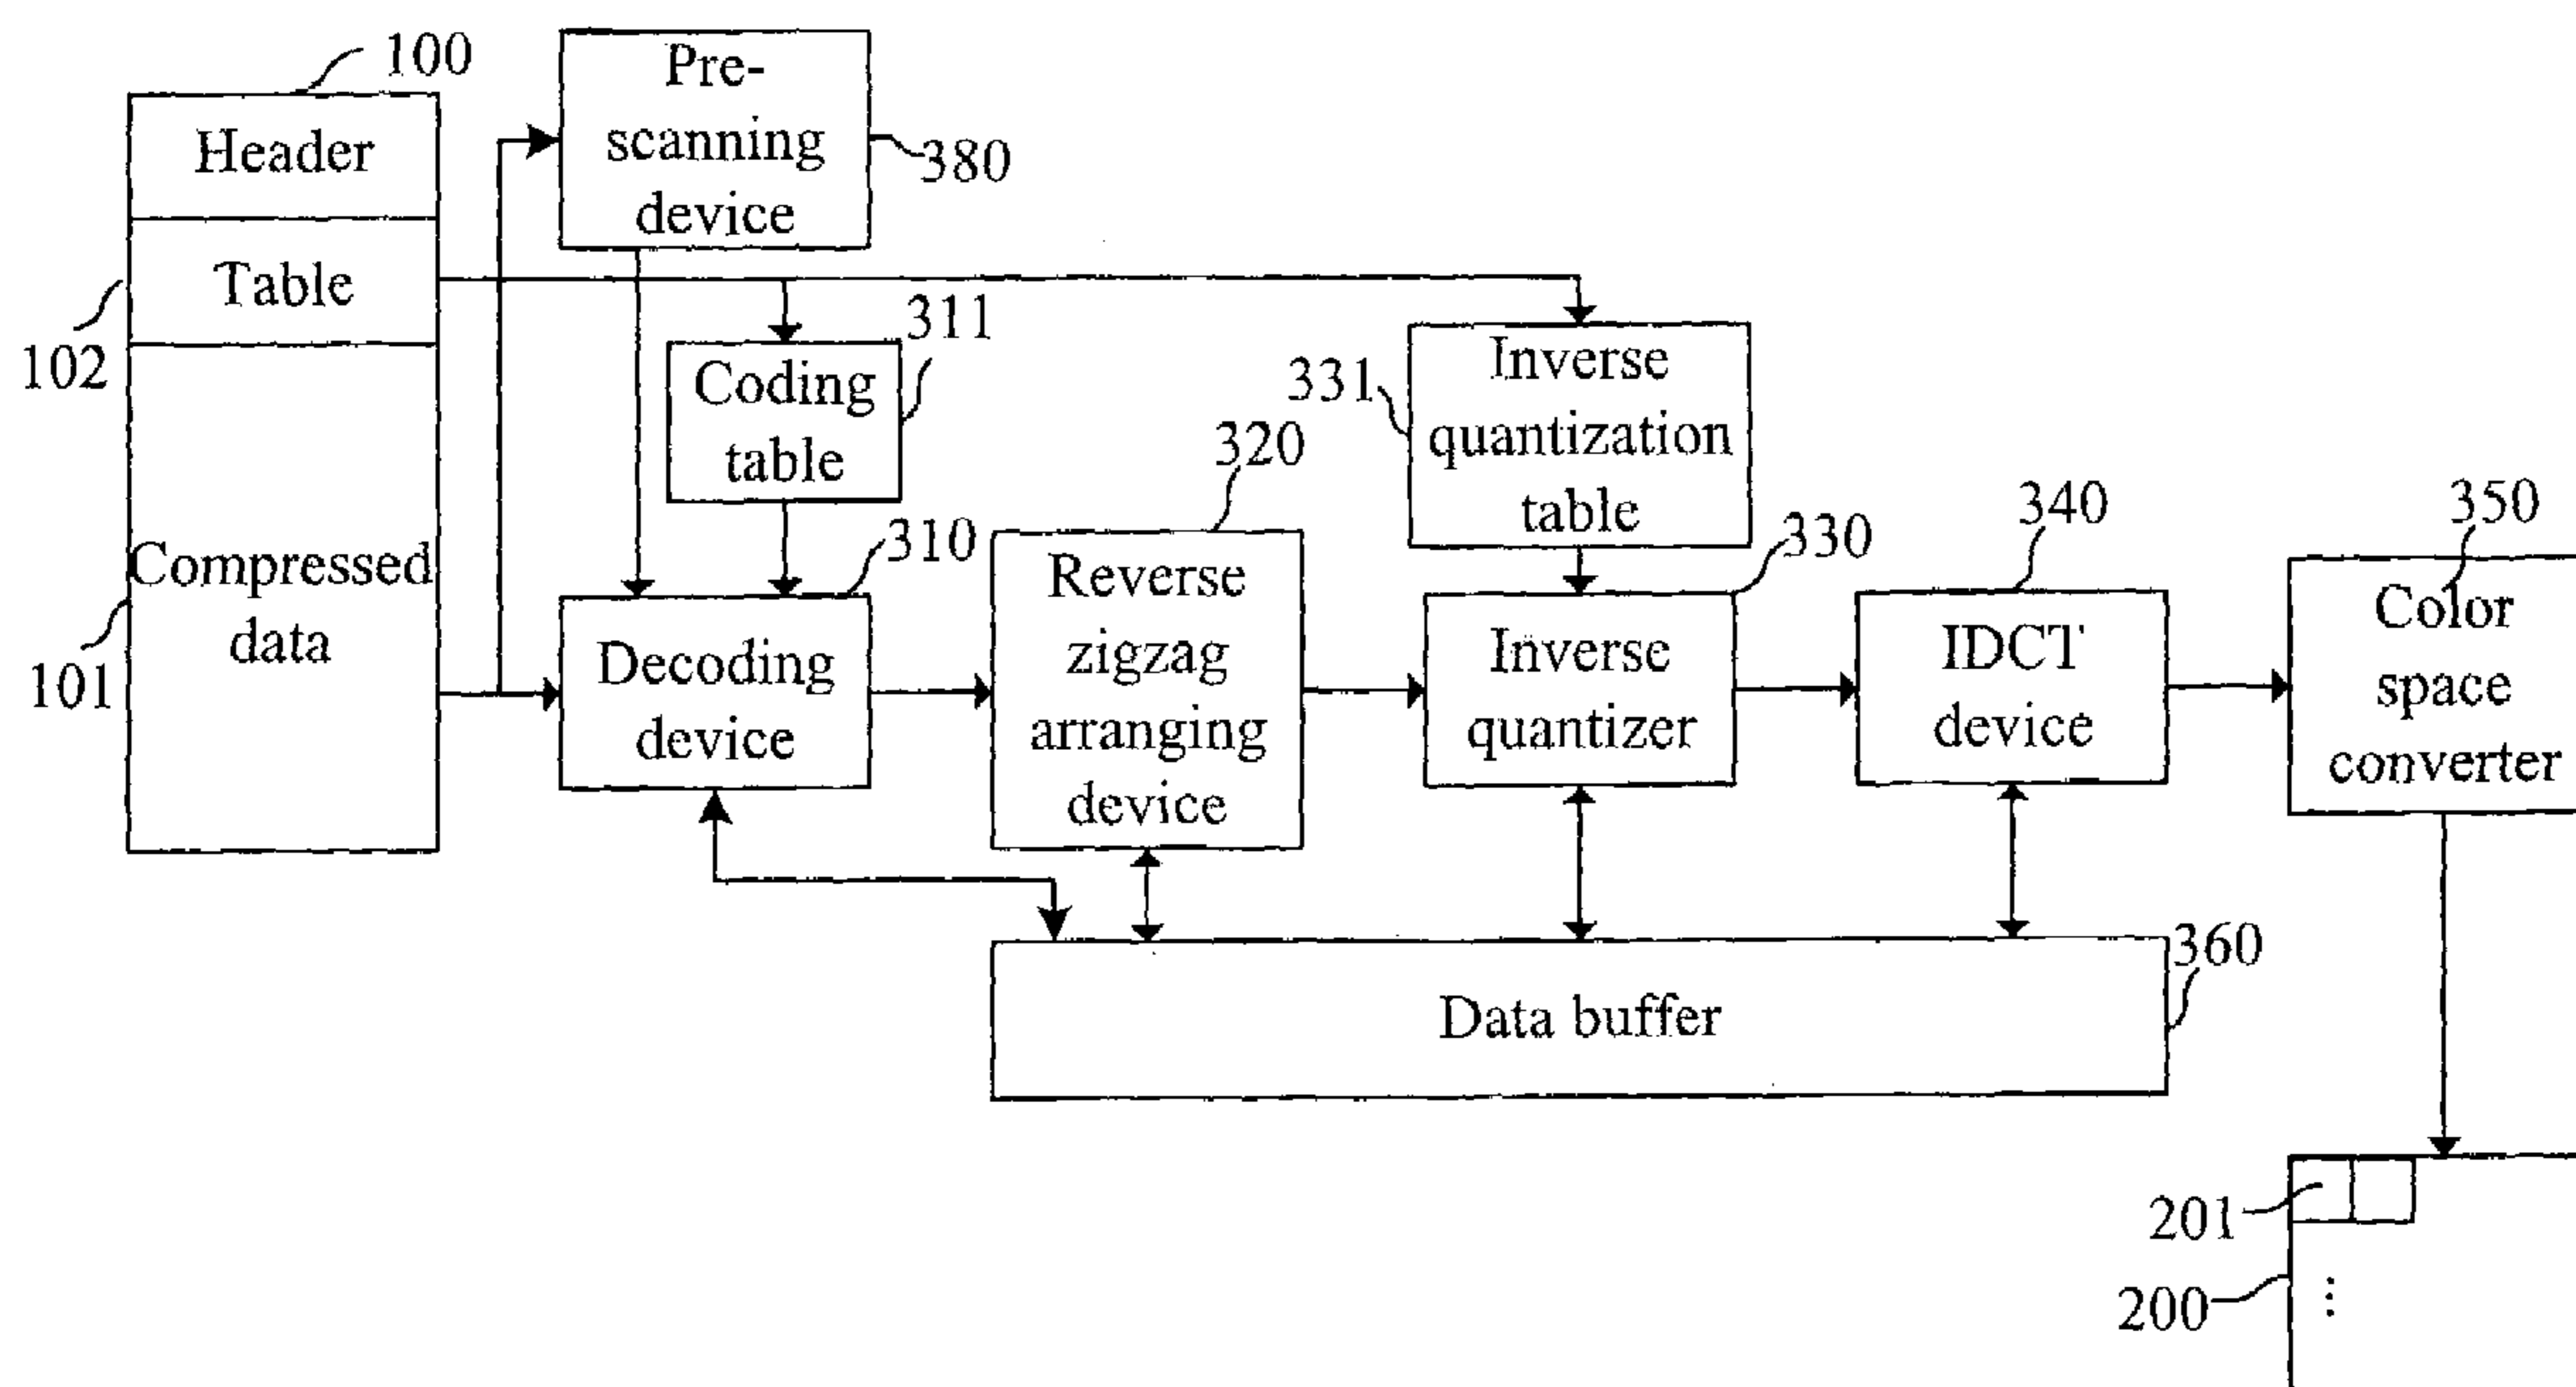 100
Header
Table
102
Compressed
data
101
Pre-
scanning
device
380
Coding
table
311
Decoding
device
310
Reverse
zigzag
arranging
device
320
Inverse
quantization
table
331
Inverse
quantizer
330
IDCT
device
340
Color
space
converter
350
Data buffer
360
201
200
...